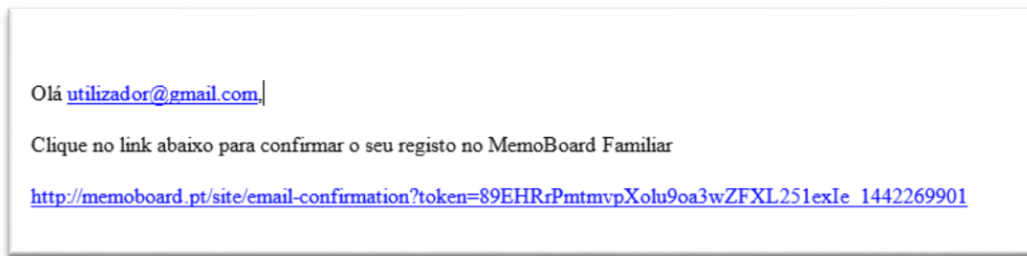 Olá utilizador@gmail.com,
Clique no link abaixo para confirmar o seu registo no MemoBoard Familiar
http://memoboard.pt/site/email-confirmation?token=89EHRrPmtmvpXolu9oa3wZFXL251exIe_1442269901